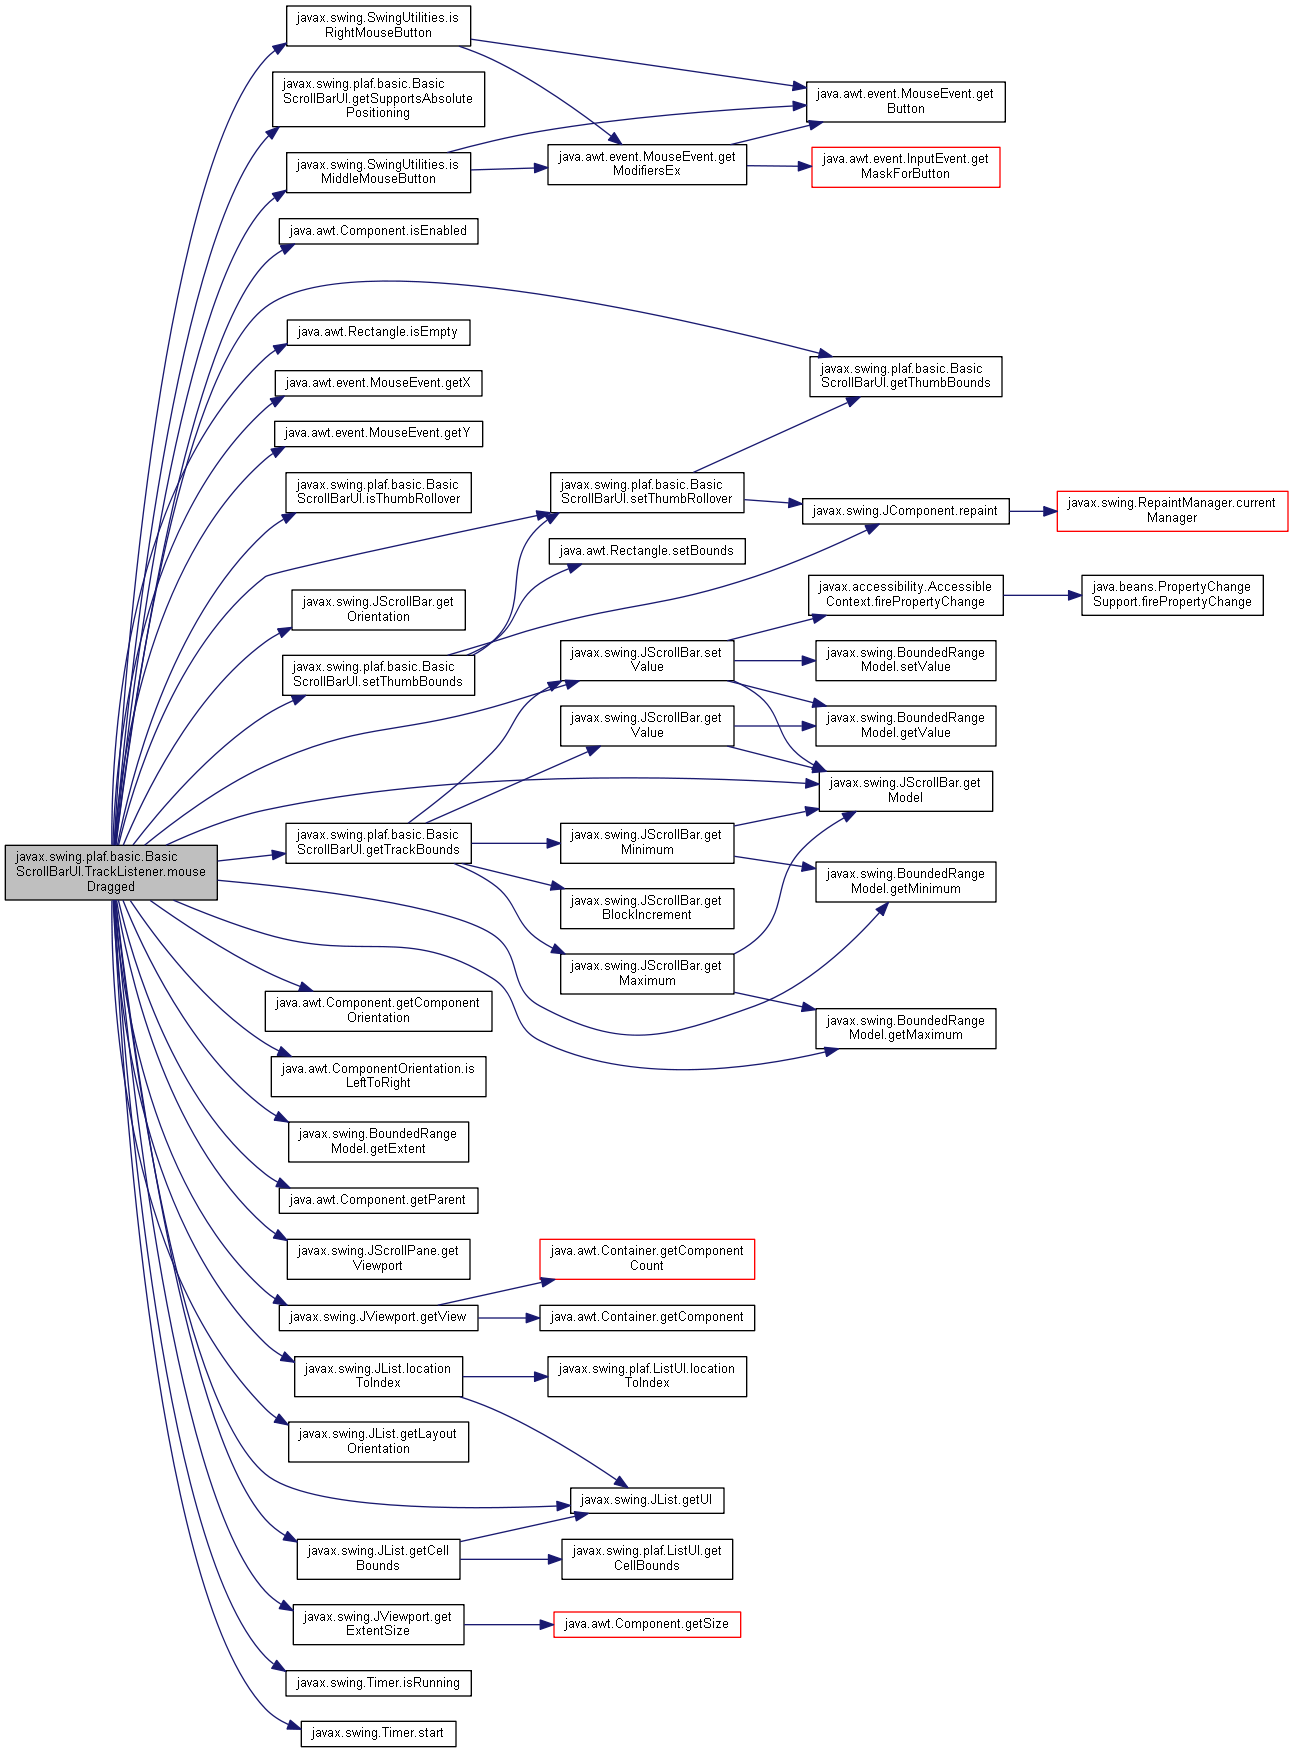 javax.swing.plaf.basic.Basic
ScrollBarUI.TrackListener.mouse
Dragged
javax.swing.SwingUtilities.is
RightMouseButton
javax.swing.plaf.basic.Basic
ScrollBarUI.getSupportsAbsolute
Positioning
javax.swing.SwingUtilities.is
MiddleMouseButton
java.awt.Component.isEnabled
java.awt.Rectangle.isEmpty
java.awt.event.MouseEvent.getX
java.awt.event.MouseEvent.getY
javax.swing.plaf.basic.Basic
ScrollBarUI.isThumbRollover
javax.swing.JScrollBar.get
Orientation
javax.swing.plaf.basic.Basic
ScrollBarUI.setThumbBounds
javax.swing.plaf.basic.Basic
ScrollBarUI.getTrackBounds
java.awt.Component.getComponent
Orientation
java.awt.ComponentOrientation.is
LeftToRight
javax.swing.BoundedRange
Model.getExtent
java.awt.Component.getParent
javax.swing.JScrollPane.get
Viewport
javax.swing.JViewport.getView
javax.swing.JList.location
ToIndex
javax.swing.JList.getLayout
Orientation
javax.swing.JList.getCell
Bounds
javax.swing.JViewport.get
ExtentSize
javax.swing.Timer.isRunning
javax.swing.Timer.start
java.awt.event.MouseEvent.get
ModifiersEx
javax.swing.plaf.basic.Basic
ScrollBarUI.setThumbRollover
java.awt.Rectangle.setBounds
javax.swing.JScrollBar.set
Value
javax.swing.JScrollBar.get
Value
javax.swing.JScrollBar.get
Minimum
javax.swing.JScrollBar.get
BlockIncrement
javax.swing.JScrollBar.get
Maximum
java.awt.Container.getComponent
Count
java.awt.Container.getComponent
javax.swing.plaf.ListUI.location
ToIndex
javax.swing.JList.getUI
javax.swing.plaf.ListUI.get
CellBounds
java.awt.Component.getSize
java.awt.event.MouseEvent.get
Button
java.awt.event.InputEvent.get
MaskForButton
javax.swing.plaf.basic.Basic
ScrollBarUI.getThumbBounds
javax.swing.JComponent.repaint
javax.accessibility.Accessible
Context.firePropertyChange
javax.swing.BoundedRange
Model.setValue
javax.swing.BoundedRange
Model.getValue
javax.swing.JScrollBar.get
Model
javax.swing.BoundedRange
Model.getMinimum
javax.swing.BoundedRange
Model.getMaximum
javax.swing.RepaintManager.current
Manager
java.beans.PropertyChange
Support.firePropertyChange